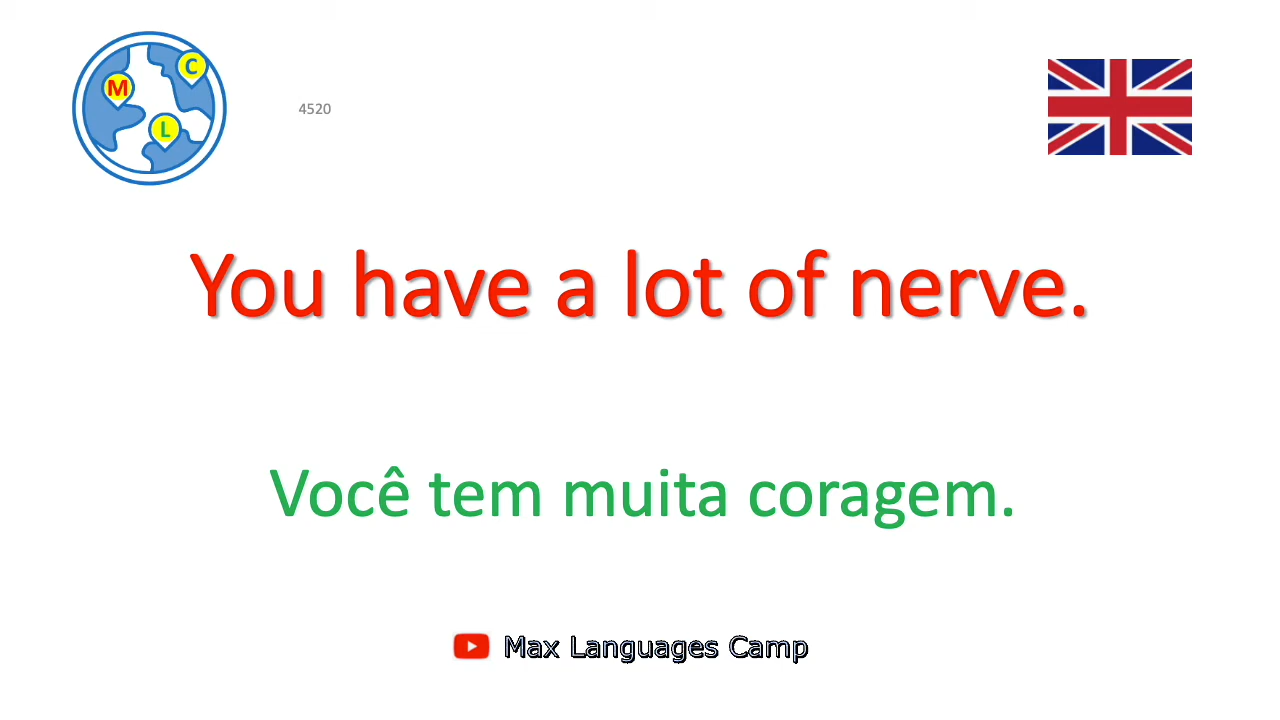 M
C
L
4520
You have a lot of nerve.
Você tem muita coragem.
Max Languages Camp